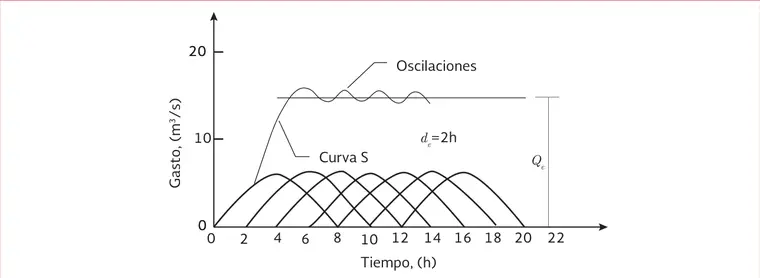 20
Oscilaciones
Gasto, (m³/s)
10
dₑ=2h
Curva S
Qₑ
0
0 2 4 6 8 10 12 14 16 18 20 22
Tiempo, (h)